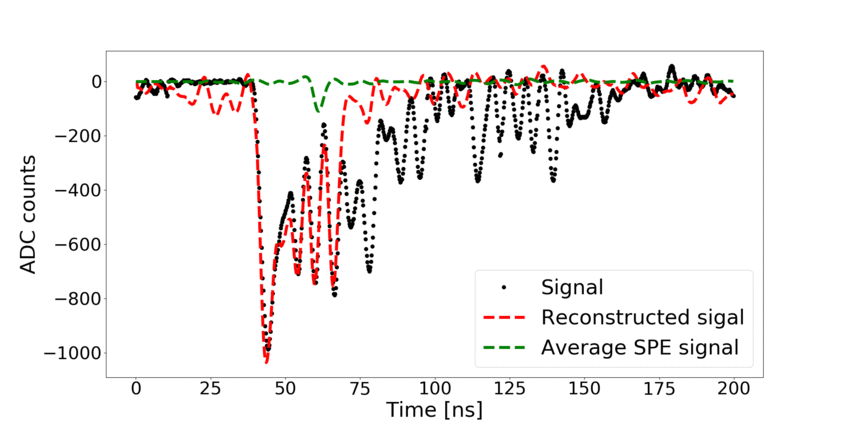 0
−200
−400
−600
−800
−1000
ADC counts
Signal
Reconstructed sigal
Average SPE signal
0 25 50 75 100 125 150 175 200
Time [ns]